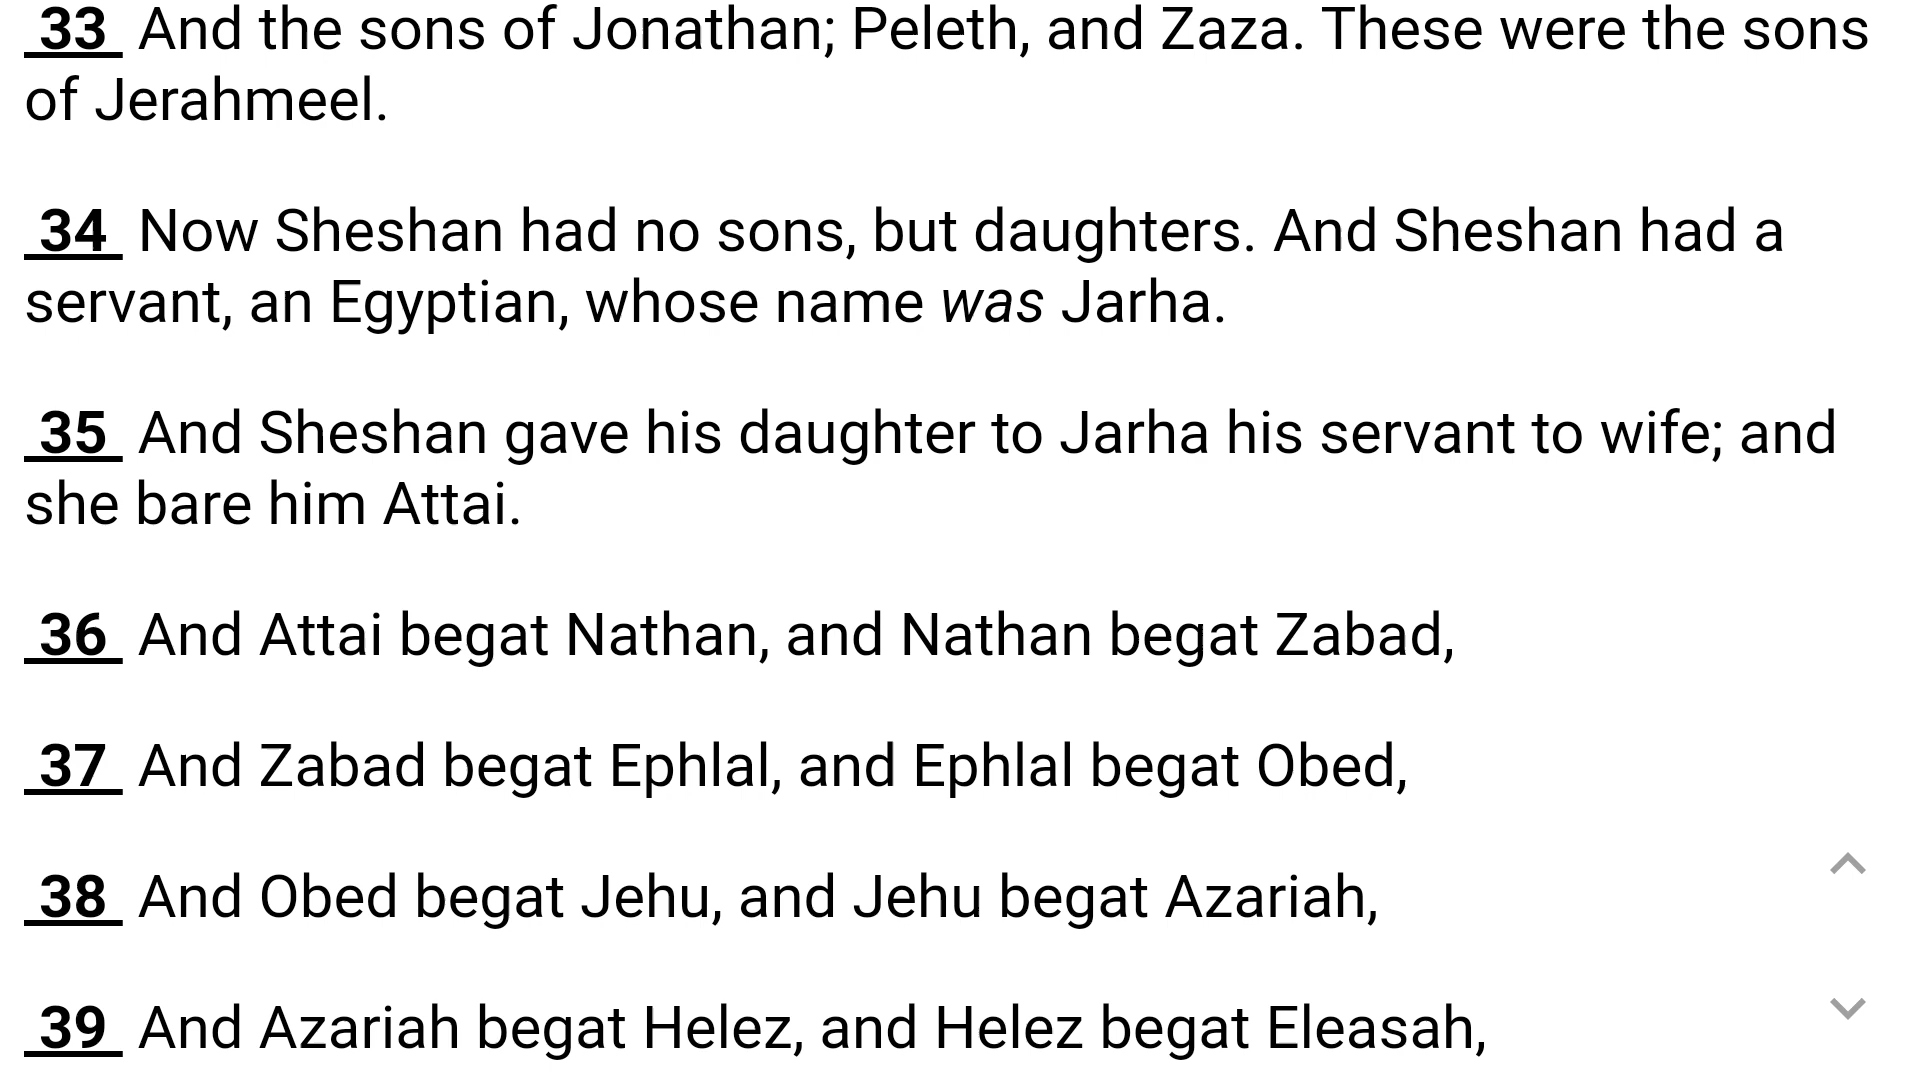 33 And the sons of Jonathan; Peleth, and Zaza. These were the sons
of Jerahmeel.
34 Now Sheshan had no sons, but daughters. And Sheshan had a
servant, an Egyptian, whose name was Jarha.
35 And Sheshan gave his daughter to Jarha his servant to wife; and
she bare him Attai.
36 And Attai begat Nathan, and Nathan begat Zabad,
37 And Zabad begat Ephlal, and Ephlal begat Obed,
38 And Obed begat Jehu, and Jehu begat Azariah,
39 And Azariah begat Helez, and Helez begat Eleasah,